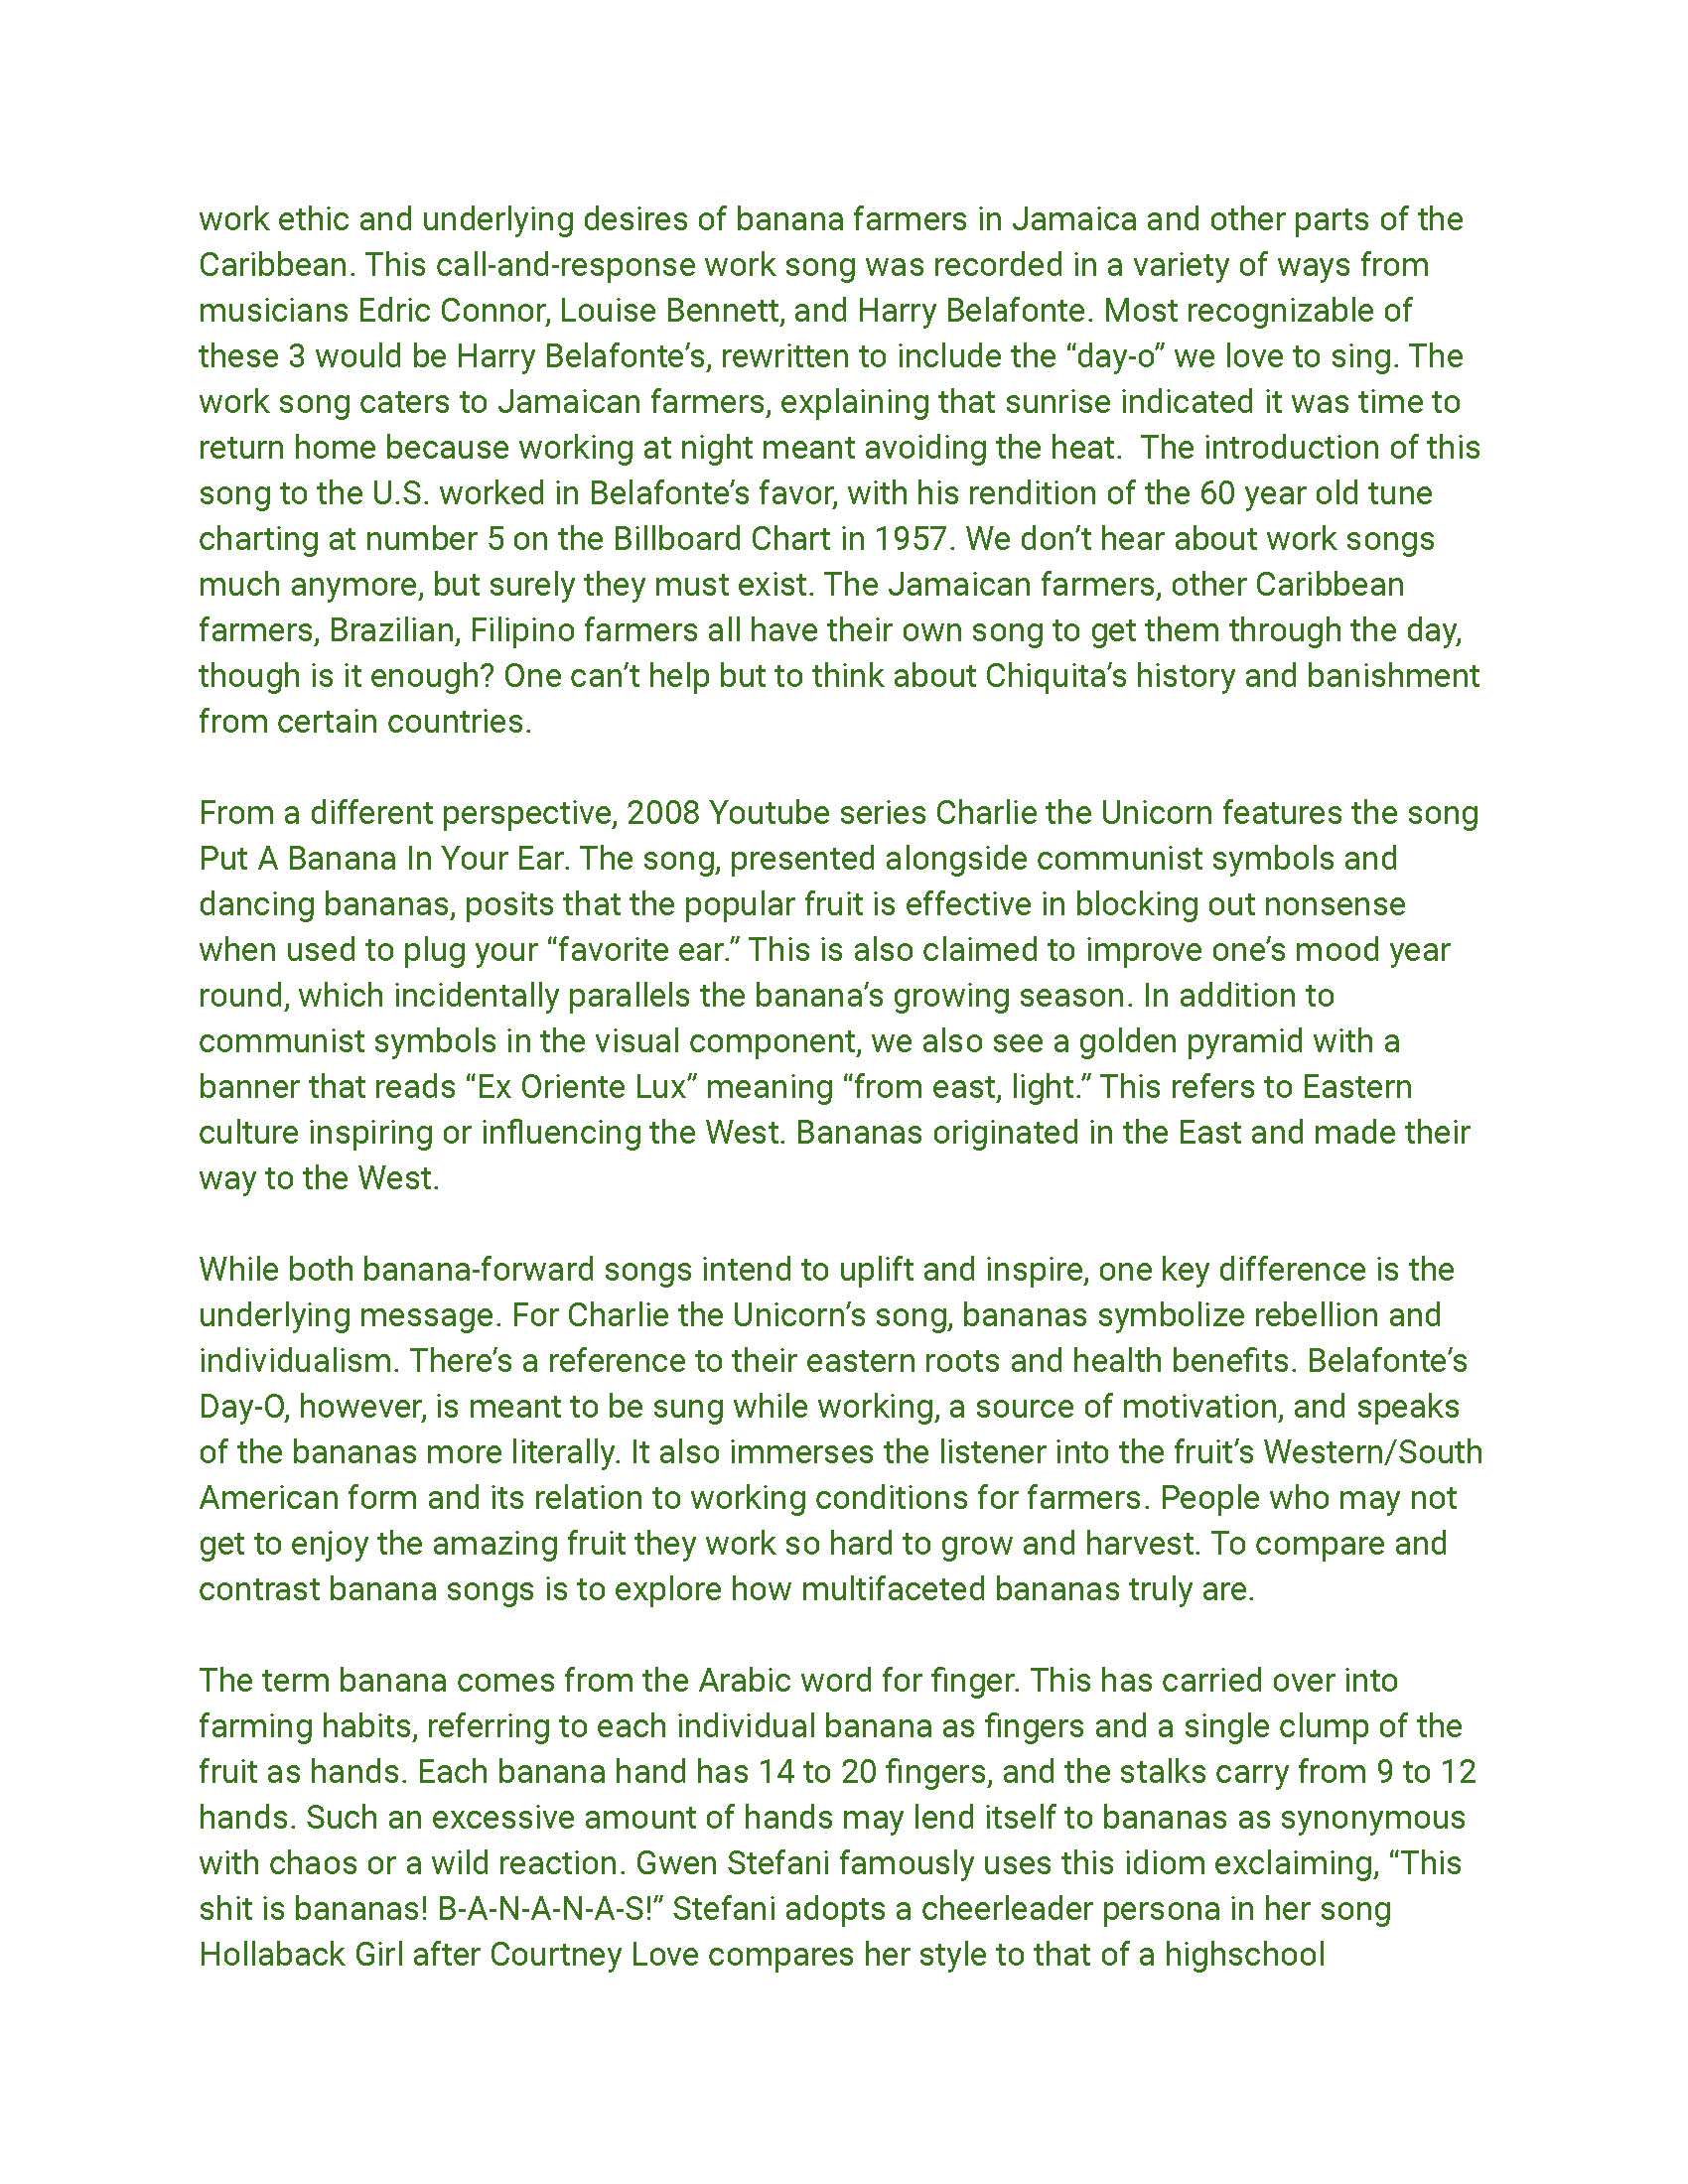 work ethic and underlying desires of banana farmers in Jamaica and other parts of the
Caribbean. This call-and-response work song was recorded in a variety of ways from
musicians Edric Connor, Louise Bennett, and Harry Belafonte. Most recognizable of
these 3 would be Harry Belafonte’s, rewritten to include the “day-o” we love to sing. The
work song caters to Jamaican farmers, explaining that sunrise indicated it was time to
return home because working at night meant avoiding the heat.  The introduction of this
song to the U.S. worked in Belafonte’s favor, with his rendition of the 60 year old tune
charting at number 5 on the Billboard Chart in 1957. We don’t hear about work songs
much anymore, but surely they must exist. The Jamaican farmers, other Caribbean
farmers, Brazilian, Filipino farmers all have their own song to get them through the day,
though is it enough? One can’t help but to think about Chiquita’s history and banishment
from certain countries.

From a different perspective, 2008 Youtube series Charlie the Unicorn features the song
Put A Banana In Your Ear. The song, presented alongside communist symbols and
dancing bananas, posits that the popular fruit is effective in blocking out nonsense
when used to plug your “favorite ear.” This is also claimed to improve one’s mood year
round, which incidentally parallels the banana’s growing season. In addition to
communist symbols in the visual component, we also see a golden pyramid with a
banner that reads “Ex Oriente Lux” meaning “from east, light.” This refers to Eastern
culture inspiring or influencing the West. Bananas originated in the East and made their
way to the West.

While both banana-forward songs intend to uplift and inspire, one key difference is the
underlying message. For Charlie the Unicorn’s song, bananas symbolize rebellion and
individualism. There’s a reference to their eastern roots and health benefits. Belafonte’s
Day-O, however, is meant to be sung while working, a source of motivation, and speaks
of the bananas more literally. It also immerses the listener into the fruit’s Western/South
American form and its relation to working conditions for farmers. People who may not
get to enjoy the amazing fruit they work so hard to grow and harvest. To compare and
contrast banana songs is to explore how multifaceted bananas truly are.

The term banana comes from the Arabic word for finger. This has carried over into
farming habits, referring to each individual banana as fingers and a single clump of the
fruit as hands. Each banana hand has 14 to 20 fingers, and the stalks carry from 9 to 12
hands. Such an excessive amount of hands may lend itself to bananas as synonymous
with chaos or a wild reaction. Gwen Stefani famously uses this idiom exclaiming, “This
shit is bananas! B-A-N-A-N-A-S!” Stefani adopts a cheerleader persona in her song
Hollaback Girl after Courtney Love compares her style to that of a highschool